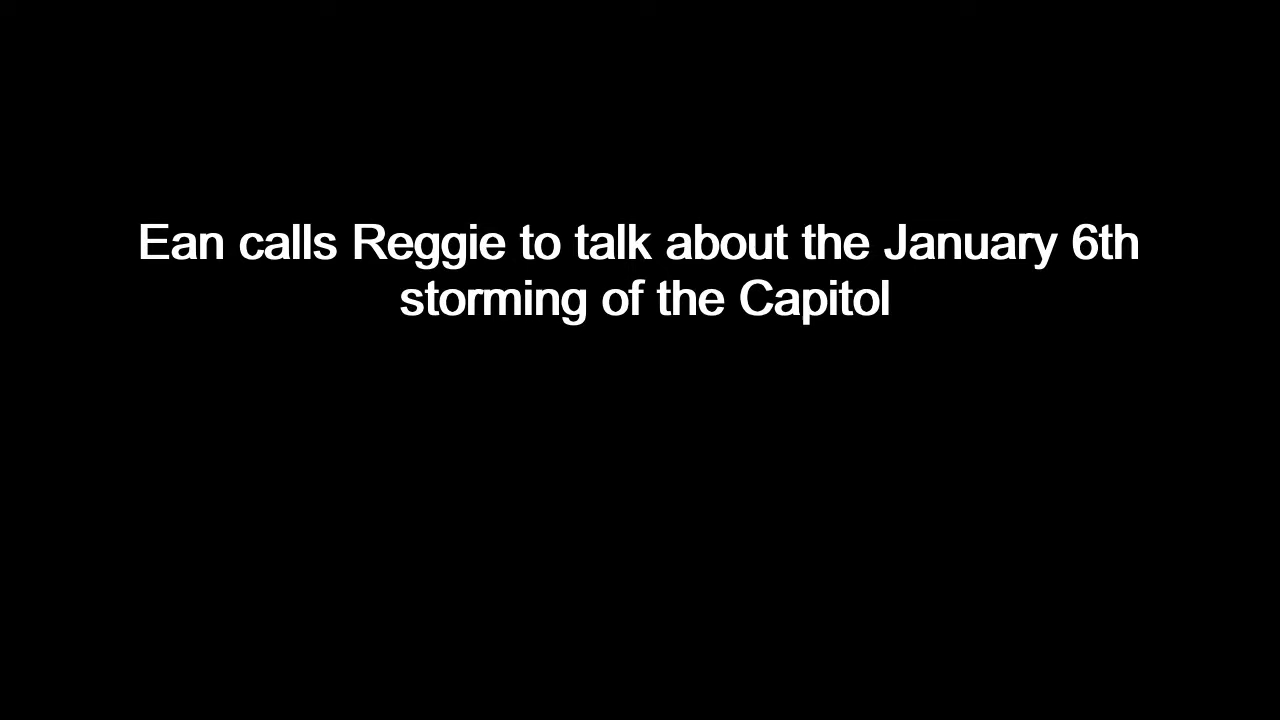 Ean calls Reggie to talk about the January 6th
storming of the Capitol